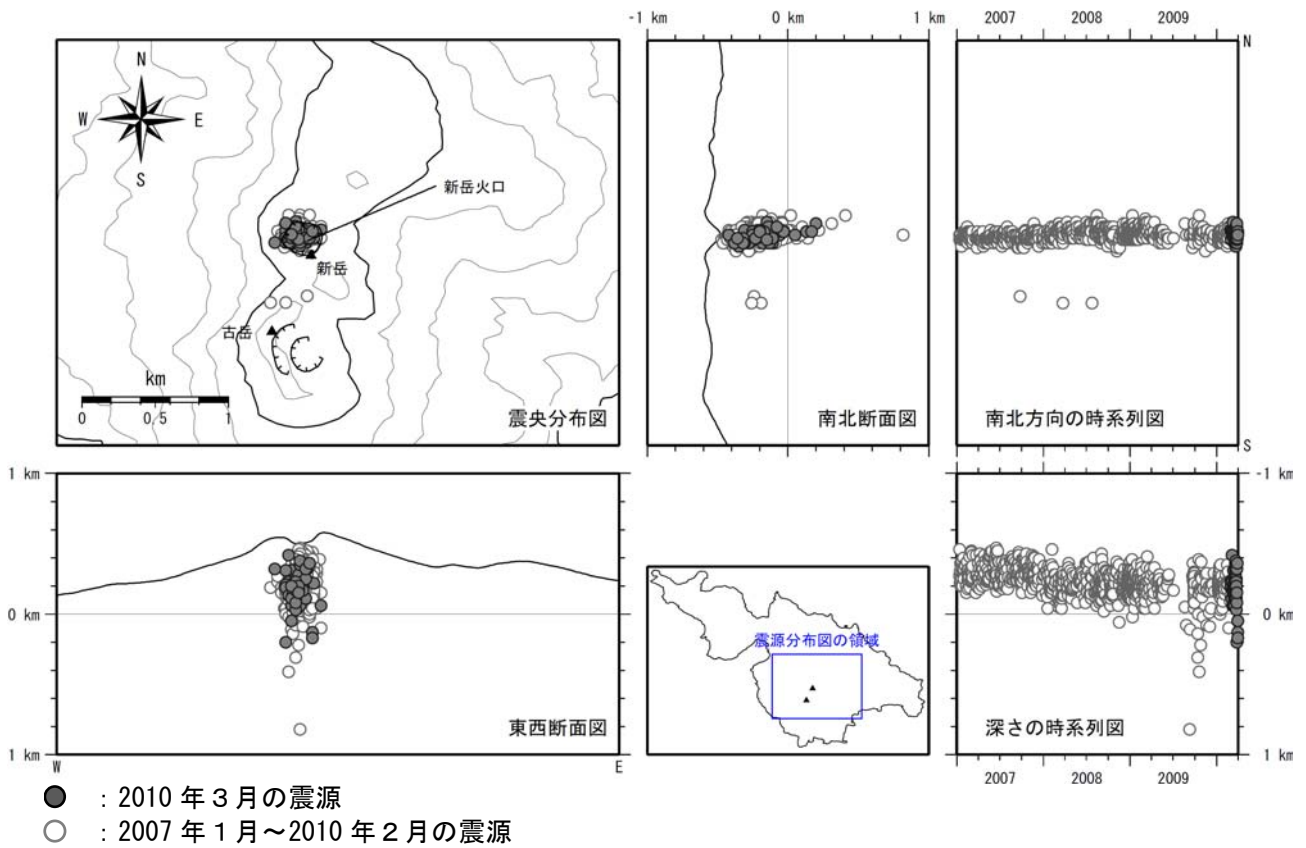 -1 km
0 km
1 km
2007
2008
2009
N
W
E
S
新岳火口
新岳
古岳
km
0
0.5
1
震央分布図
南北断面図
N
南北方向の時系列図
S
1 km
0 km
1 km
W
E
東西断面図
震源分布図の領域
-1 km
0 km
1 km
深さの時系列図
2007
2008
2009
：2010 年３月の震源
：2007 年１月～2010 年２月の震源